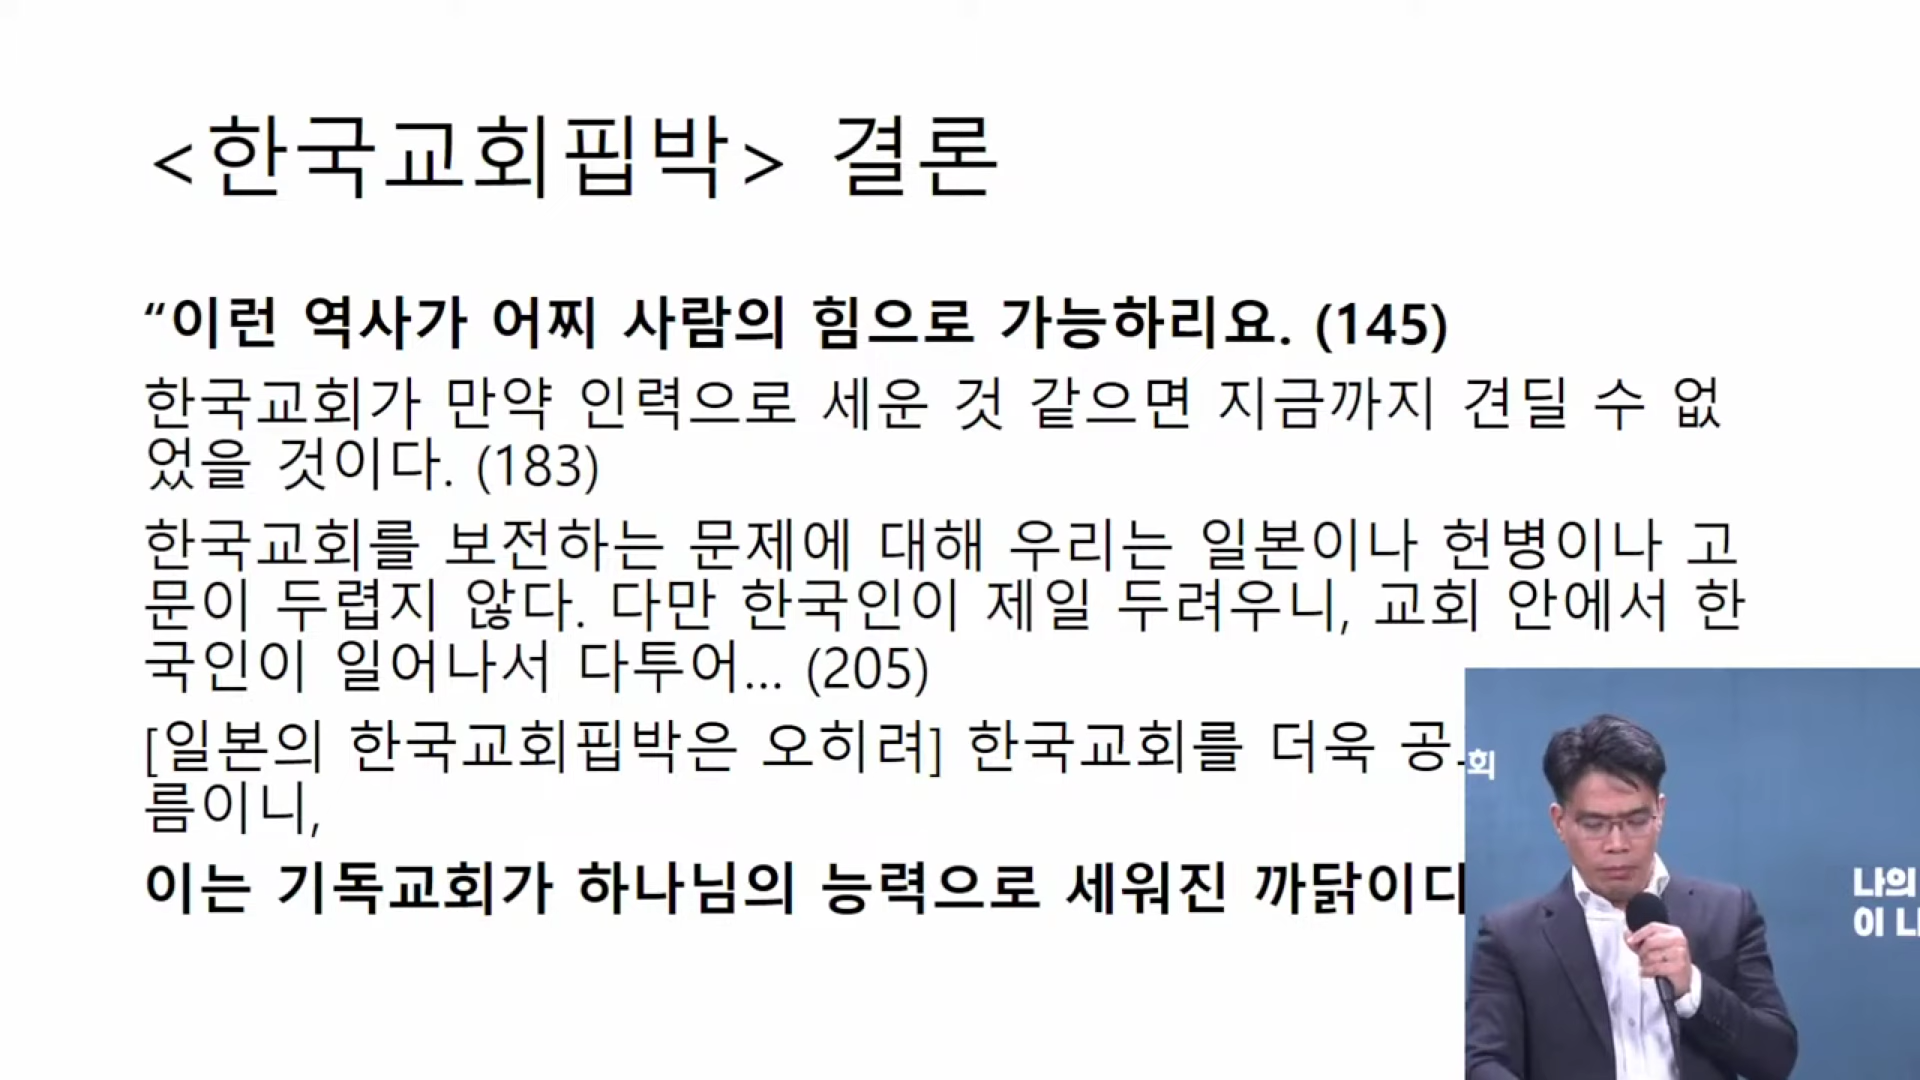 <한국교회핍박> 결론
“이런 역사가 어찌 사람의 힘으로 가능하리요. (145)
한국교회가 만약 인력으로 세운 것 같으면 지금까지 견딜 수 없
었을 것이다. (183)
한국교회를 보전하는 문제에 대해 우리는 일본이나 헌병이나 고
문이 두렵지 않다. 다만 한국인이 제일 두려우니, 교회 안에서 한
국인이 일어나서 다투어... (205)
[일본의 한국교회핍박은 오히려] 한국교회를 더욱
름이니,
이는 기독교회가 하나님의 능력으로 세워진 까닭이다
회
나의
이